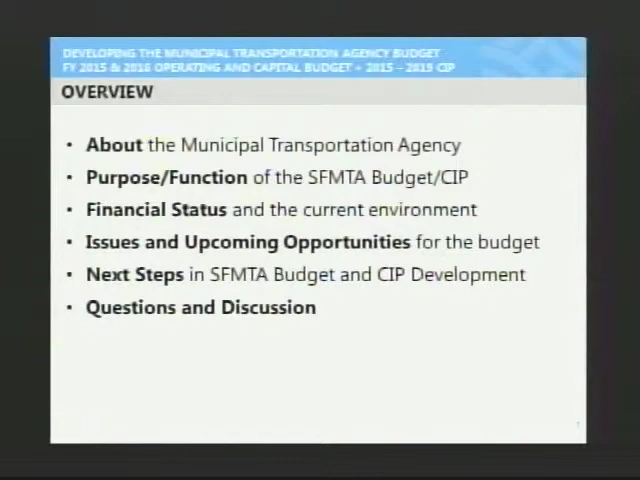 DEVELOPING THE MUNICIPAL TRANSPORTATION AGENCY BUDGET
FY 2015 & 2016 OPERATING AND CAPITAL BUDGET + 2015 – 2019 CIP
OVERVIEW
• About the Municipal Transportation Agency
• Purpose/Function of the SFMTA Budget/CIP
• Financial Status and the current environment
• Issues and Upcoming Opportunities for the budget
• Next Steps in SFMTA Budget and CIP Development
• Questions and Discussion